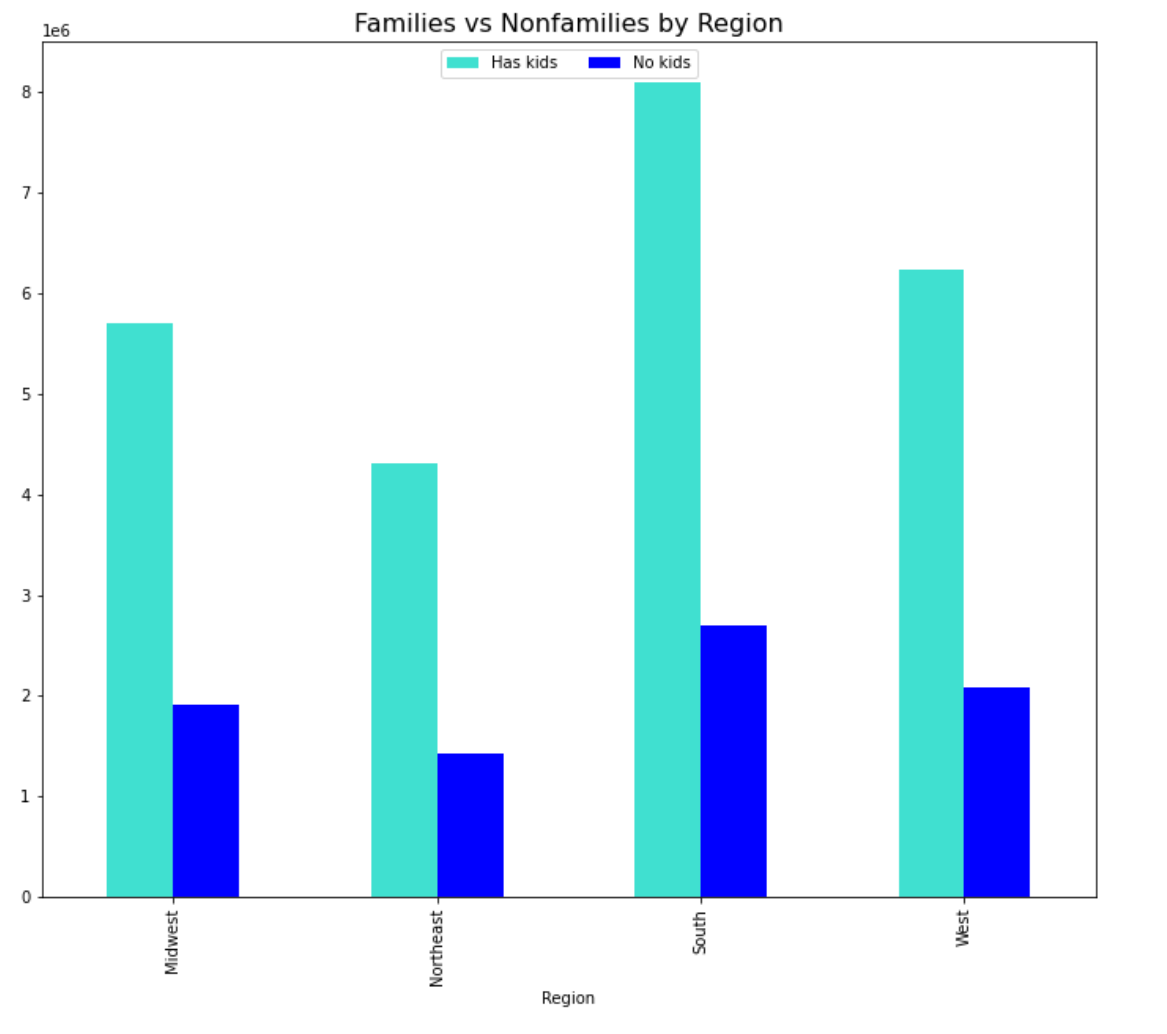 Families vs Nonfamilies by Region
1e6
Has kids No kids
8
7
6
5
4
3
2
1
0
Midwest
Northeast
South
West
Region